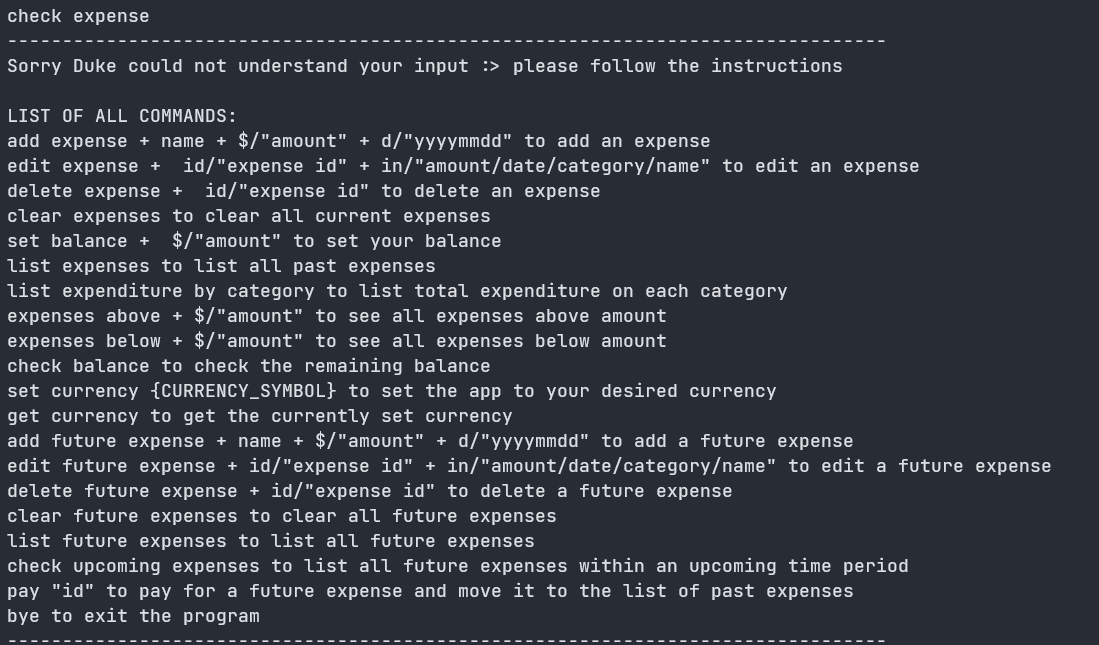 check expense
--------------------------------------------------------------------------------
Sorry Duke could not understand your input :> please follow the instructions

LIST OF ALL COMMANDS:
add expense + name + $/"amount" + d/"yyyymmdd" to add an expense
edit expense +  id/"expense id" + in/"amount/date/category/name" to edit an expense
delete expense +  id/"expense id" to delete an expense
clear expenses to clear all current expenses
set balance +  $/"amount" to set your balance
list expenses to list all past expenses
list expenditure by category to list total expenditure on each category
expenses above + $/"amount" to see all expenses above amount
expenses below + $/"amount" to see all expenses below amount
check balance to check the remaining balance
set currency {CURRENCY_SYMBOL} to set the app to your desired currency
get currency to get the currently set currency
add future expense + name + $/"amount" + d/"yyyymmdd" to add a future expense
edit future expense + id/"expense id" + in/"amount/date/category/name" to edit a future expense
delete future expense + id/"expense id" to delete a future expense
clear future expenses to clear all future expenses
list future expenses to list all future expenses
check upcoming expenses to list all future expenses within an upcoming time period
pay "id" to pay for a future expense and move it to the list of past expenses
bye to exit the program
--------------------------------------------------------------------------------